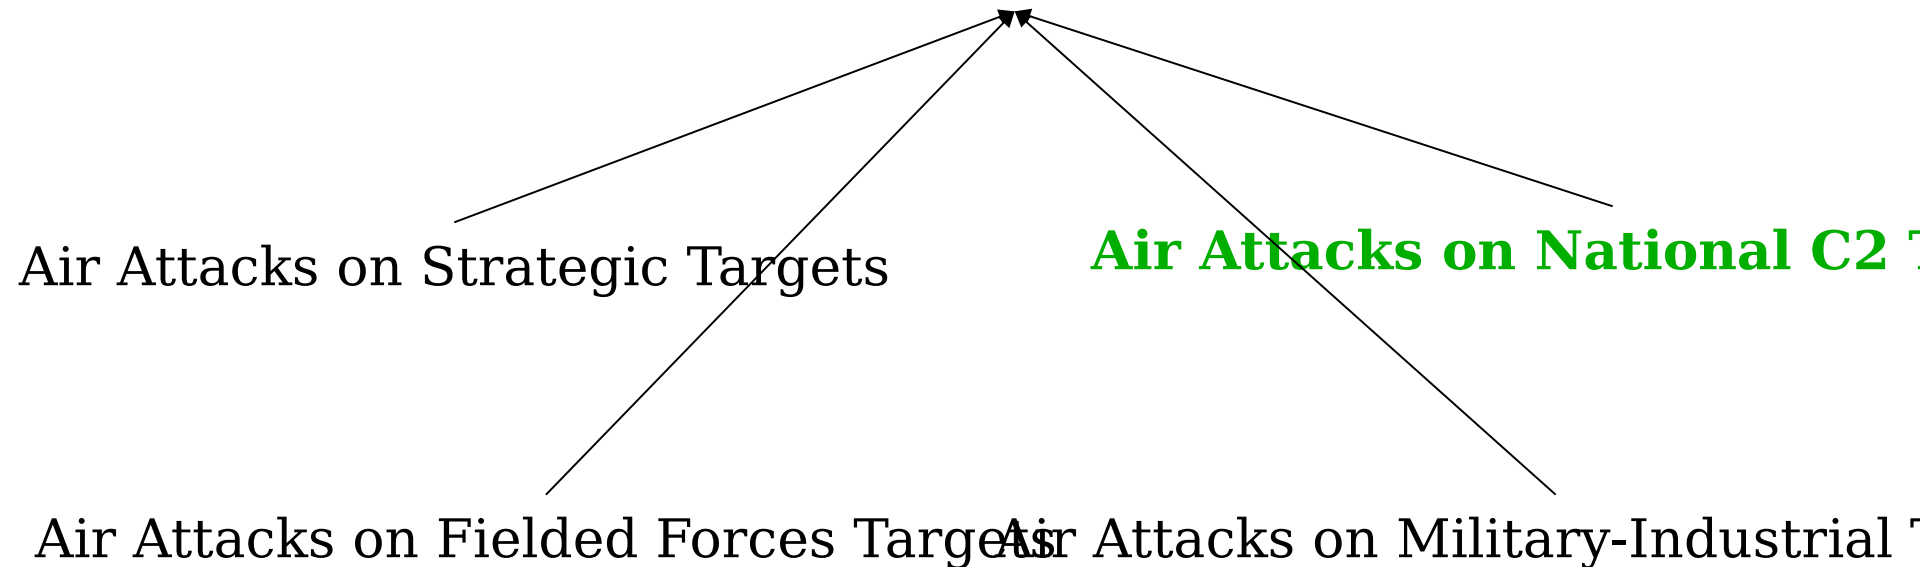 Air Attacks on Strategic Targets
Air Attacks on National C2 T
Air Attacks on Fielded Forces Targets
Air Attacks on Military-Industrial T